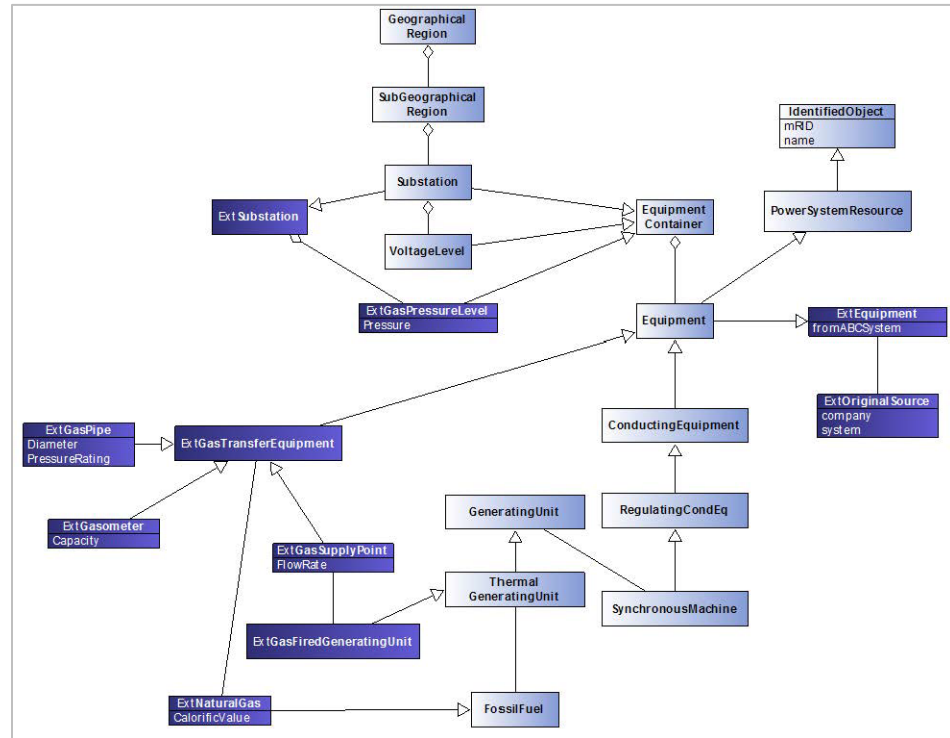 Geographical
Region
SubGeographical
Region
IdentifiedObject
mRID
name
Substation
PowerSystemResource
ExtSubstation
Equipment
Container
VoltageLevel
ExtGasPressureLevel
Pressure
Equipment
ExtEquipment
fromABCSystem
ExtOriginalSource
company
system
ExtGasPipe
Diameter
PressureRating
ExtGasTransferEquipment
ConductingEquipment
ExtGasometer
Capacity
GeneratingUnit
RegulatingCondEq
ExtGasSupplyPoint
FlowRate
Thermal
GeneratingUnit
SynchronousMachine
ExtGasFiredGeneratingUnit
ExtNaturalGas
CalorificValue
FossilFuel